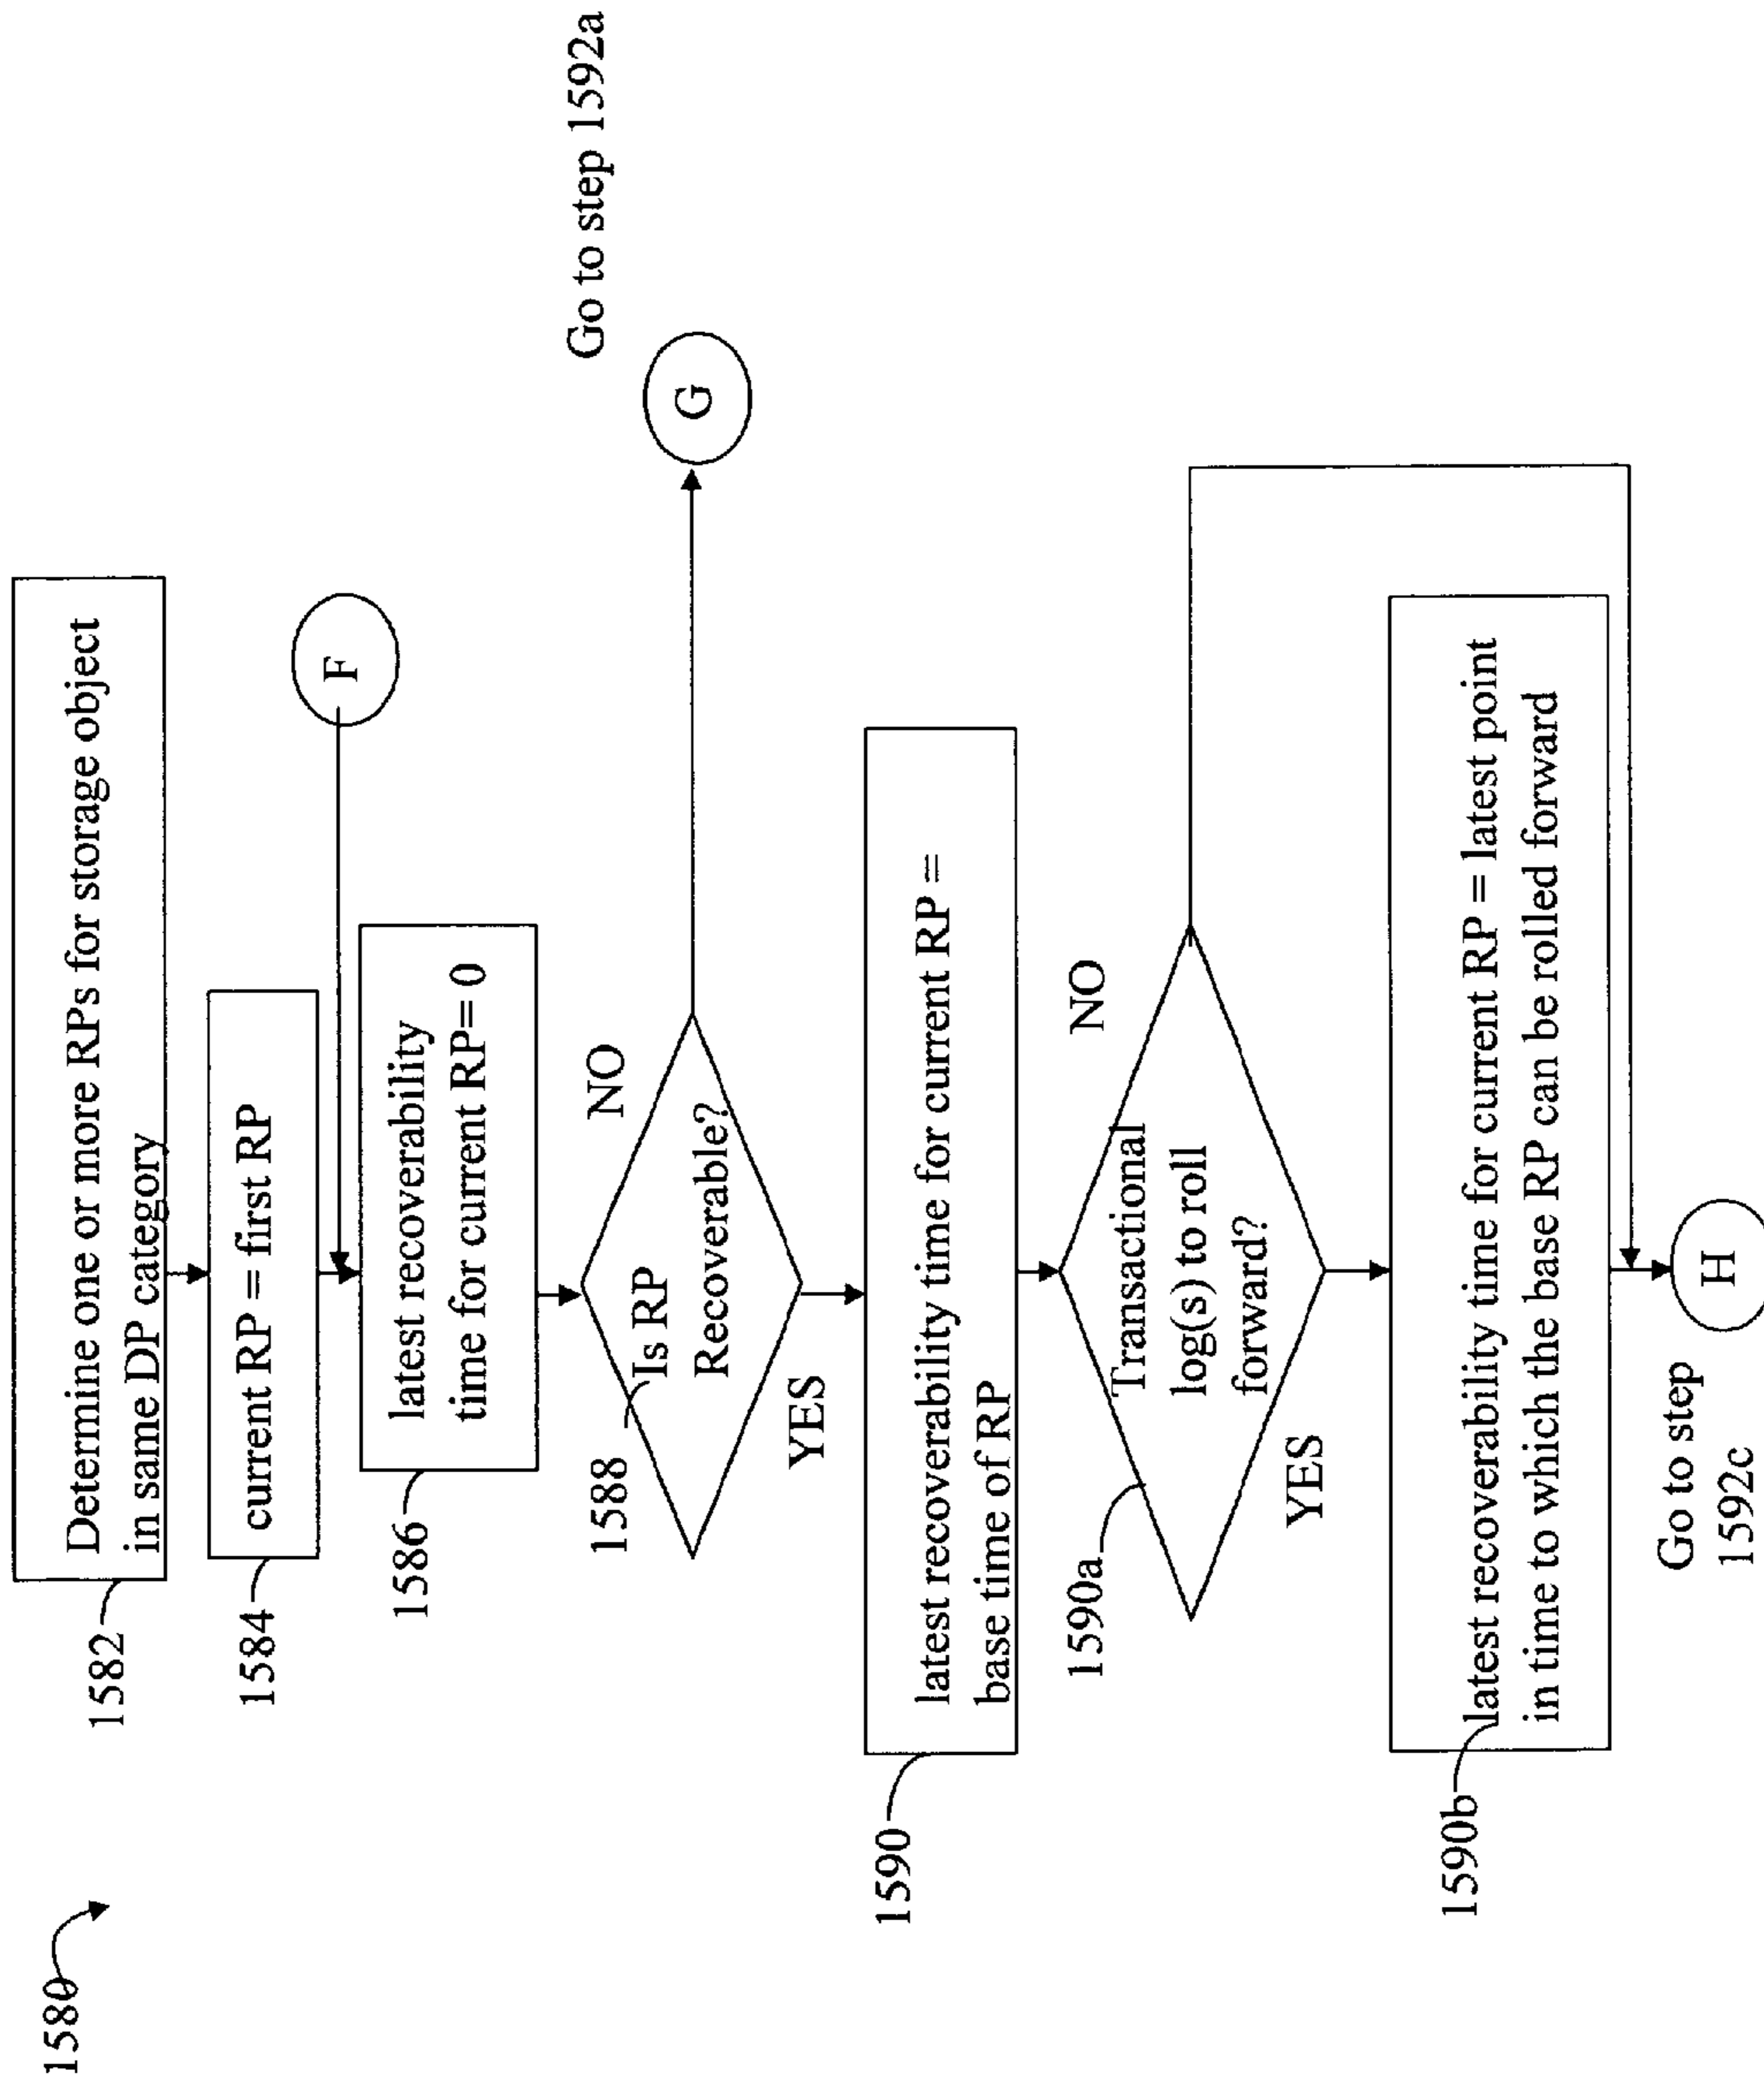 1580
1582
Determine one or more RPs for storage object
in same DP category
1584
current RP = first RP
F
1586
latest recoverability
time for current RP= 0
1588
Is RP
Recoverable?
NO
Go to step 1592a
G
YES
1590
latest recoverability time for current RP =
base time of RP
1590a
Transactional
log(s) to roll
forward?
NO
YES
1590b
latest recoverability time for current RP = latest point
in time to which the base RP can be rolled forward
Go to step
1592c
H